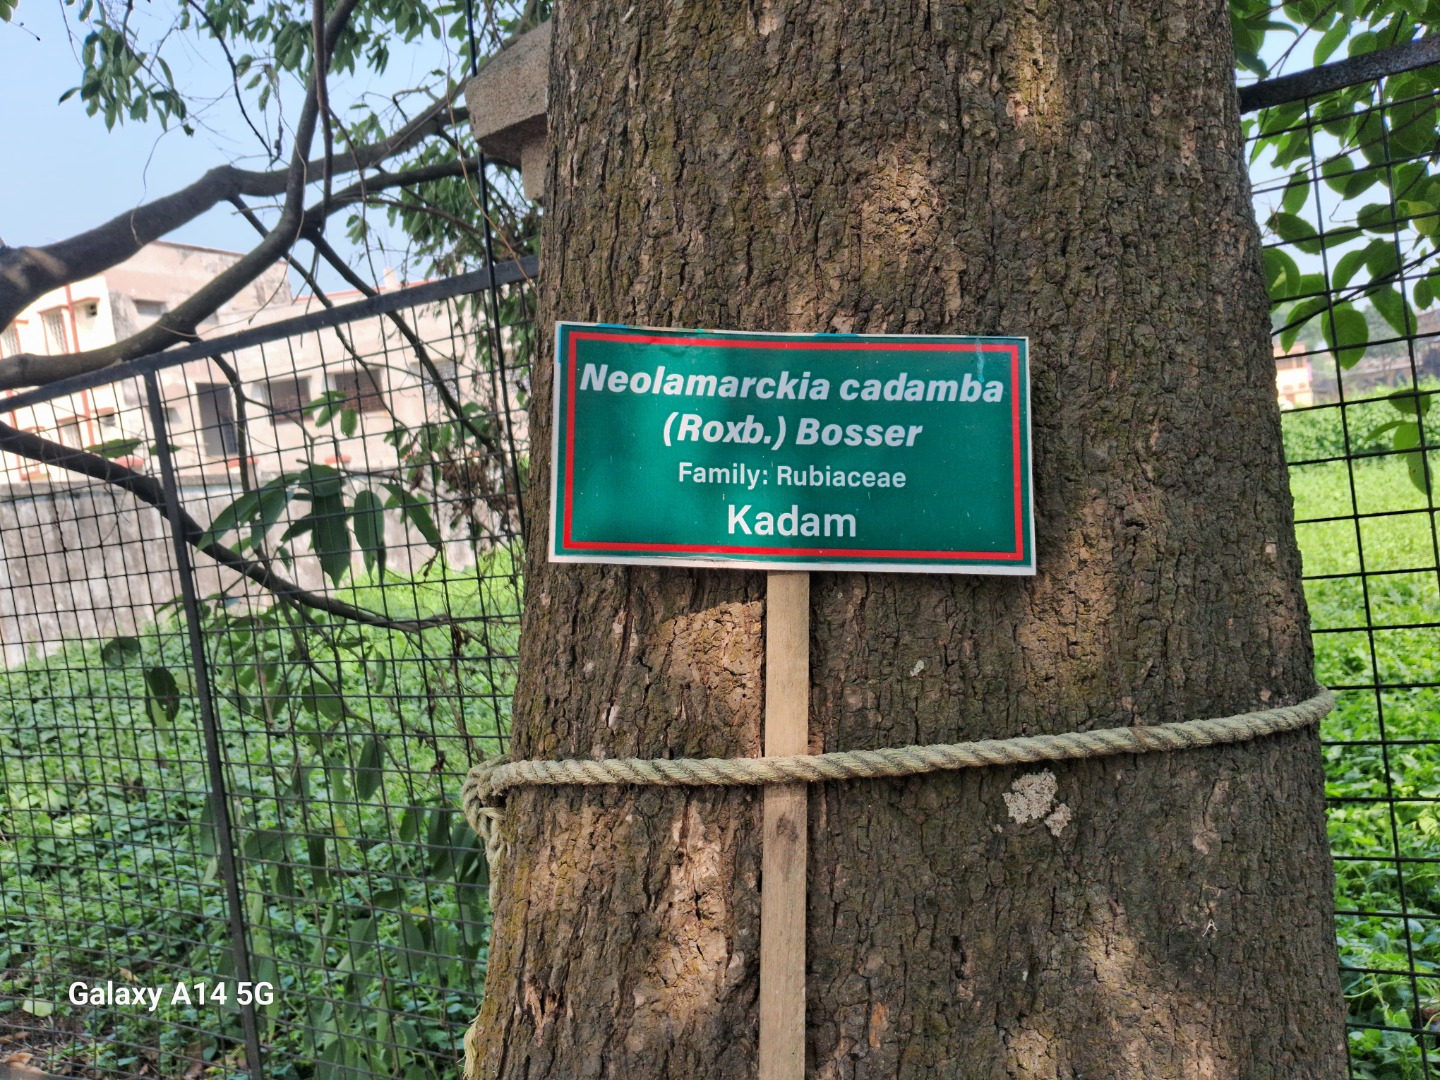 Neolamarckia cadamba
(Roxb.) Bosser
Family: Rubiaceae
Kadam
Galaxy A14 5G